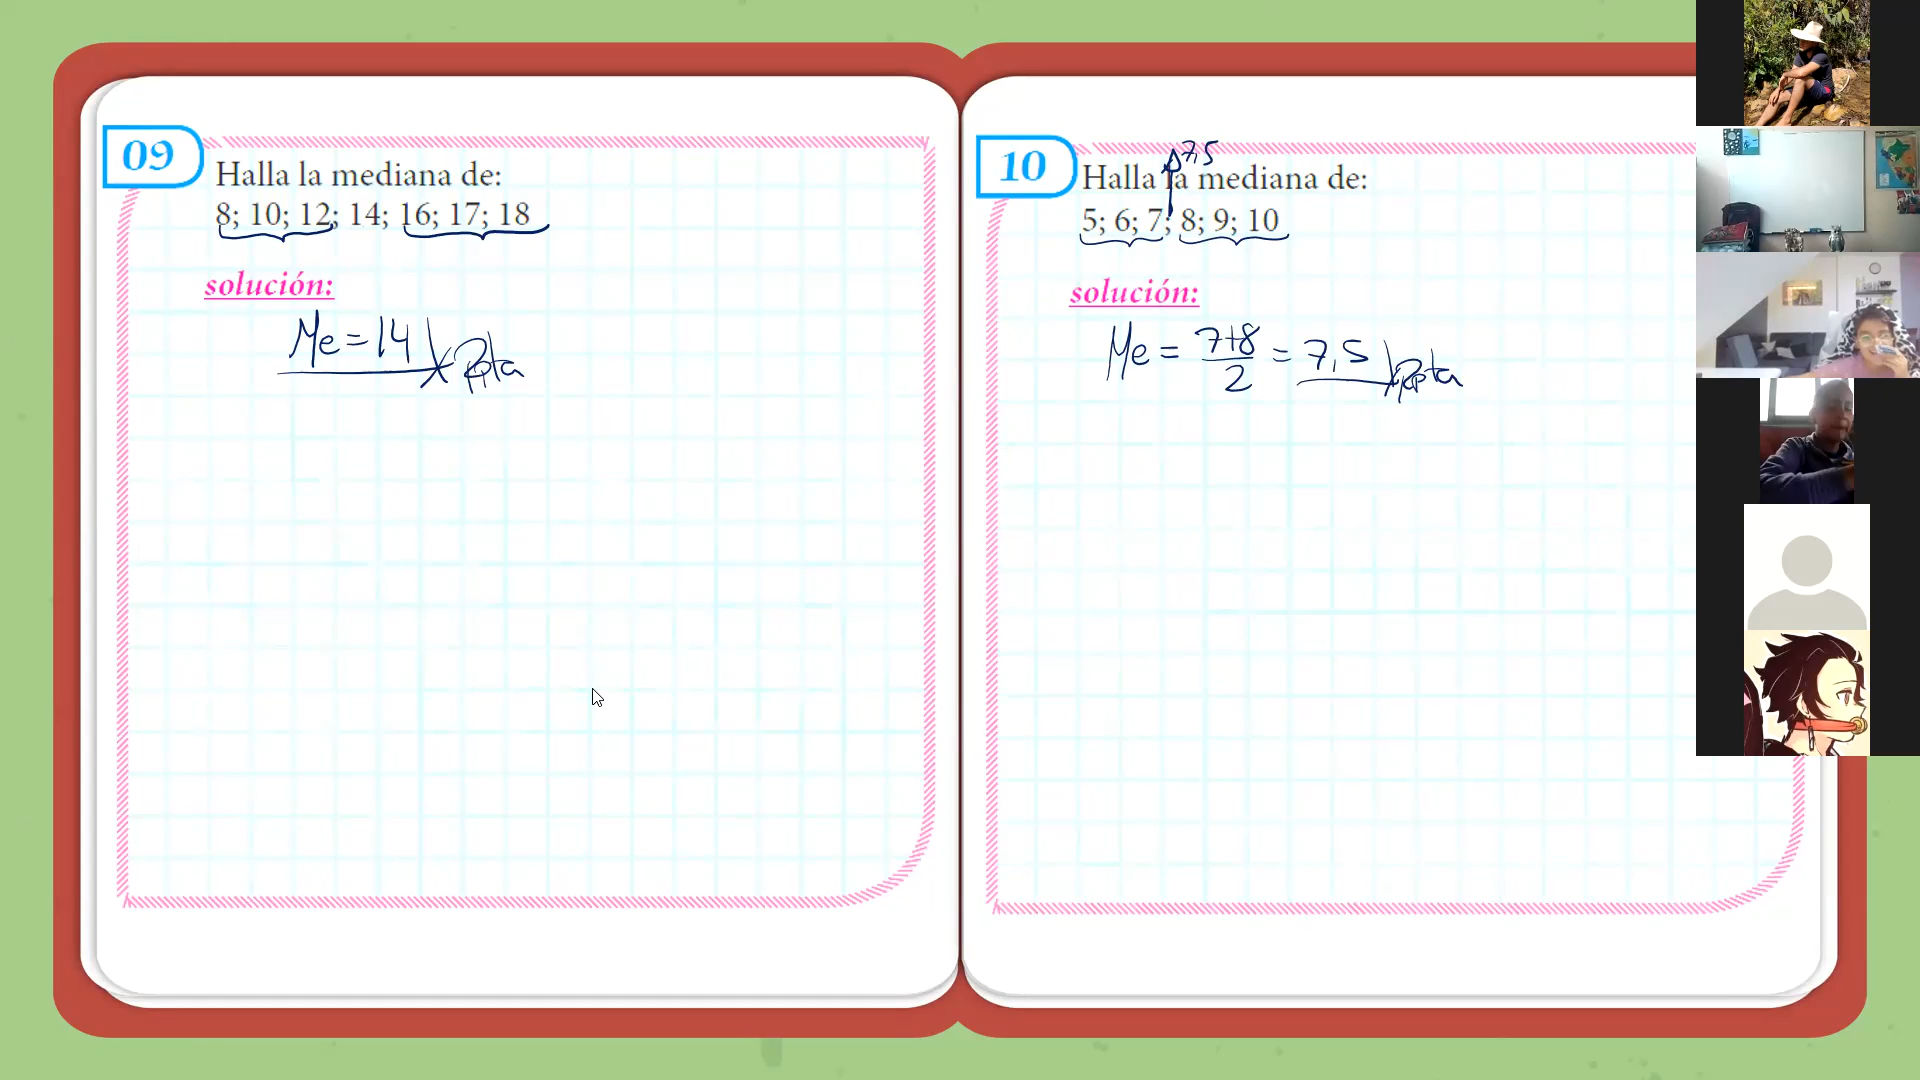 09
Halla la mediana de:
8; 10; 12; 14; 16; 17; 18
solución:
Me = 14 Rpta
10
7,5
Halla la mediana de:
5; 6; 7; 8; 9; 10
solución:
Me = 7+8/2 = 7,5 Rpta